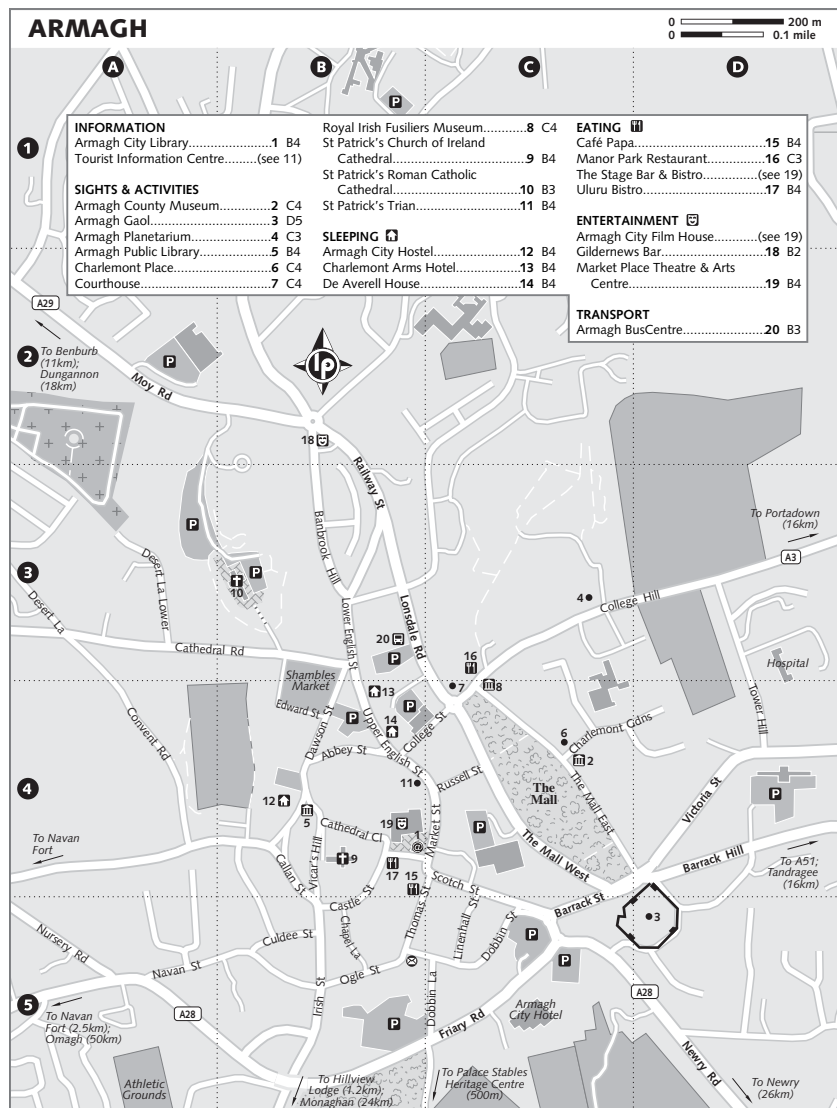 ARMAGH
0 200 m
0 0.1 mile
A
B
C
D
1
2
3
4
5
INFORMATION
Armagh City Library 1 B4
Tourist Information Centre (see 11)
SIGHTS & ACTIVITIES
Armagh County Museum 2 C4
Armagh Gaol 3 D5
Armagh Planetarium 4 C3
Armagh Public Library 5 B4
Charlemont Place 6 C4
Courthouse 7 C4
Royal Irish Fusiliers Museum 8 C4
St Patrick's Church of Ireland
Cathedral 9 B4
St Patrick's Roman Catholic
Cathedral 10 B3
St Patrick's Trian 11 B4
SLEEPING
Armagh City Hostel 12 B4
Charlemont Arms Hotel 13 B4
De Averell House 14 B4
EATING
Café Papa 15 B4
Manor Park Restaurant 16 C3
The Stage Bar & Bistro (see 19)
Uluru Bistro 17 B4
ENTERTAINMENT
Armagh City Film House (see 19)
Gildernews Bar 18 B2
Market Place Theatre & Arts
Centre 19 B4
TRANSPORT
Armagh BusCentre 20 B3
A29
To Benburb
(11km);
Dungannon
(18km)
P
P
lp
Moy Rd
18
Railway St
P
Banbrook Hill
To Portadown
(16km)
A3
Desert La Lower
Desert La
P
10
4
College Hill
Lower English St
Lonsdale Rd
20
P
16
Cathedral Rd
Shambles
Market
13
7
8
Hospital
Tower Hill
Edward St
P
14
P
Convent Rd
Dawson St
Upper English St
College St
6
Charlemont Gdns
2
Abbey St
11
Russell St
The
Mall
The Mall East
Victoria St
P
12
5
Cathedral Cl
19
1
@
Market St
P
The Mall West
To Navan
Fort
Callan St
Vicar's Hill
9
17
15
Scotch St
Barrack Hill
To A51;
Tandragee
(16km)
Castle St
Thomas St
Linenhall St
Barrack St
3
Nursery Rd
Culdee St
Chapel La
Dobbin St
P
P
Navan St
Ogle St
Irish St
Dobbin La
A28
To Navan
Fort (2.5km);
Omagh (50km)
A28
P
Friary Rd
Armagh
City Hotel
Newry Rd
Athletic
Grounds
To Hillview
Lodge (1.2km);
Monaghan (24km)
To Palace Stables
Heritage Centre
(500m)
To Newry
(26km)